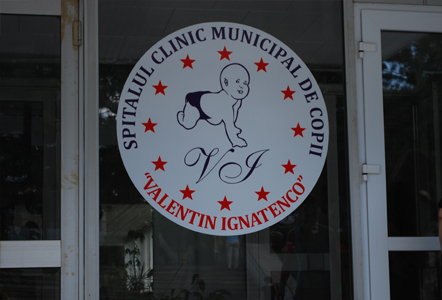 SPITALUL CLINIC MUNICIPAL DE COPII
VI
"VALENTIN IGNATENCO"